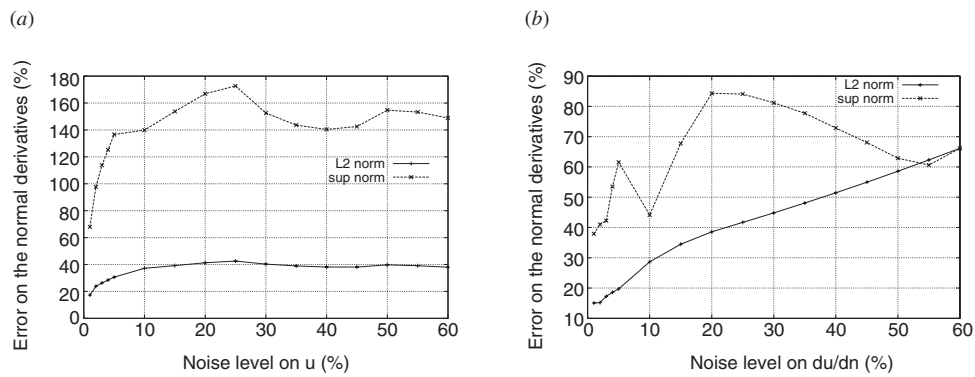 (a)
Error on the normal derivatives (%)
180
160
140
120
100
80
60
40
20
0
L2 norm
sup norm
0 10 20 30 40 50 60
Noise level on u (%)
(b)
Error on the normal derivatives (%)
90
80
70
60
50
40
30
20
10
L2 norm
sup norm
0 10 20 30 40 50 60
Noise level on du/dn (%)